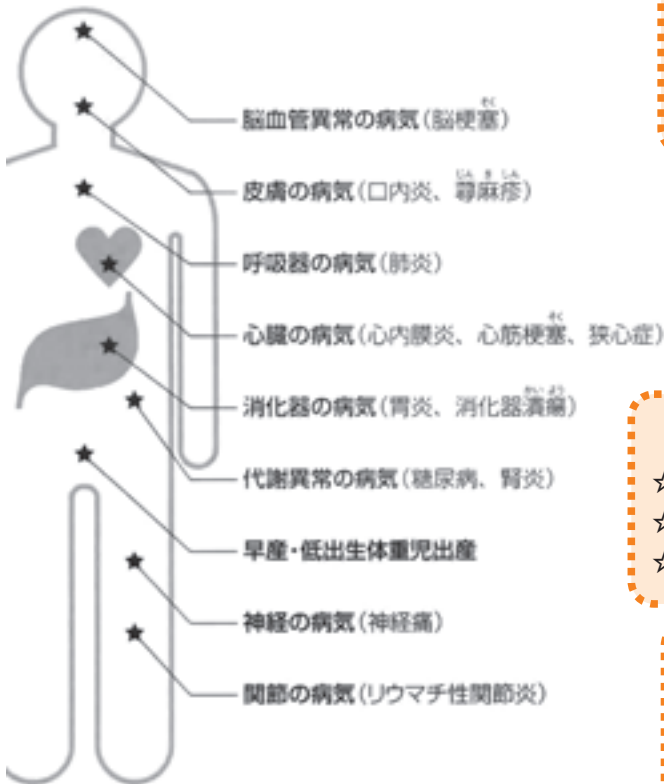 脳血管異常の病気(脳梗塞)
皮膚の病気(口内炎、蕁麻疹)
呼吸器の病気(肺炎)
心臓の病気(心内膜炎、心筋梗塞、狭心症)
消化器の病気(胃炎、消化器潰瘍)
代謝異常の病気(糖尿病、腎炎)
早産・低出生体重児出産
神経の病気(神経痛)
関節の病気(リウマチ性関節炎)